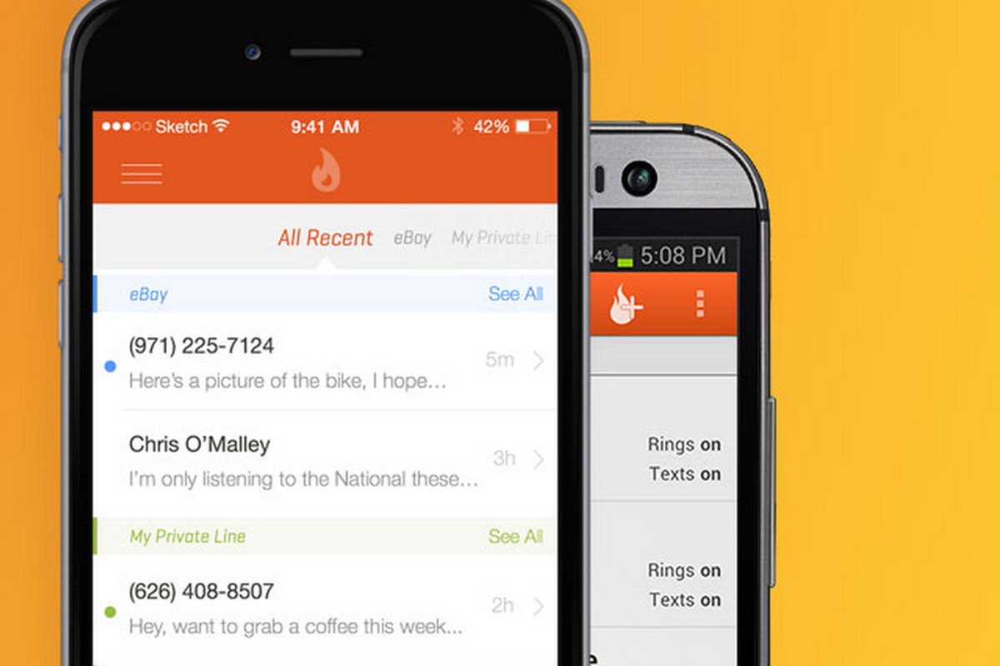 Sketch 9:41 AM 42%
All Recent eBay My Private Lin
eBay See All
(971) 225-7124
5m
Here's a picture of the bike, I hope...
Chris O'Malley
3h
I'm only listening to the National these...
My Private Line See All
(626) 408-8507
2h
Hey, want to grab a coffee this week...
4% 5:08 PM
Rings on
Texts on
Rings on
Texts on